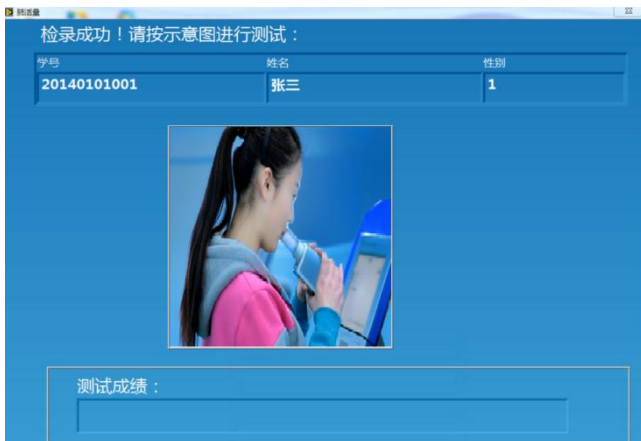 肺活量
检录成功！请按示意图进行测试：
学号 姓名 性别
20140101001 张三 1
测试成绩：